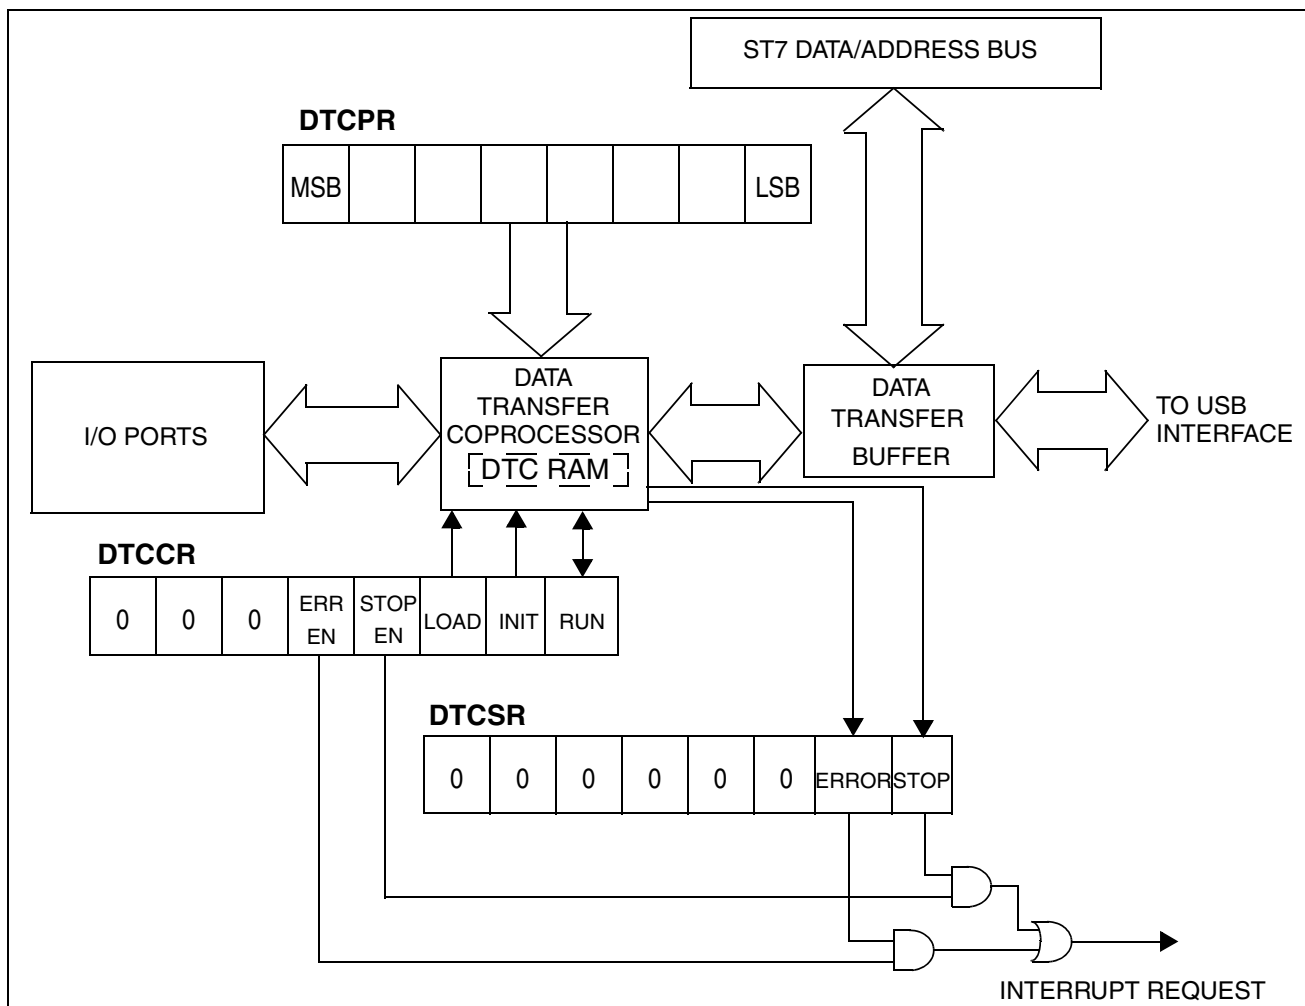 ST7 DATA/ADDRESS BUS
DTCPR
MSB LSB
I/O PORTS
DATA
TRANSFER
COPROCESSOR
DTC RAM
DATA
TRANSFER
BUFFER
TO USB
INTERFACE
DTCCR
0 0 0 ERR EN STOP EN LOAD INIT RUN
DTCSR
0 0 0 0 0 0 ERROR STOP
INTERRUPT REQUEST